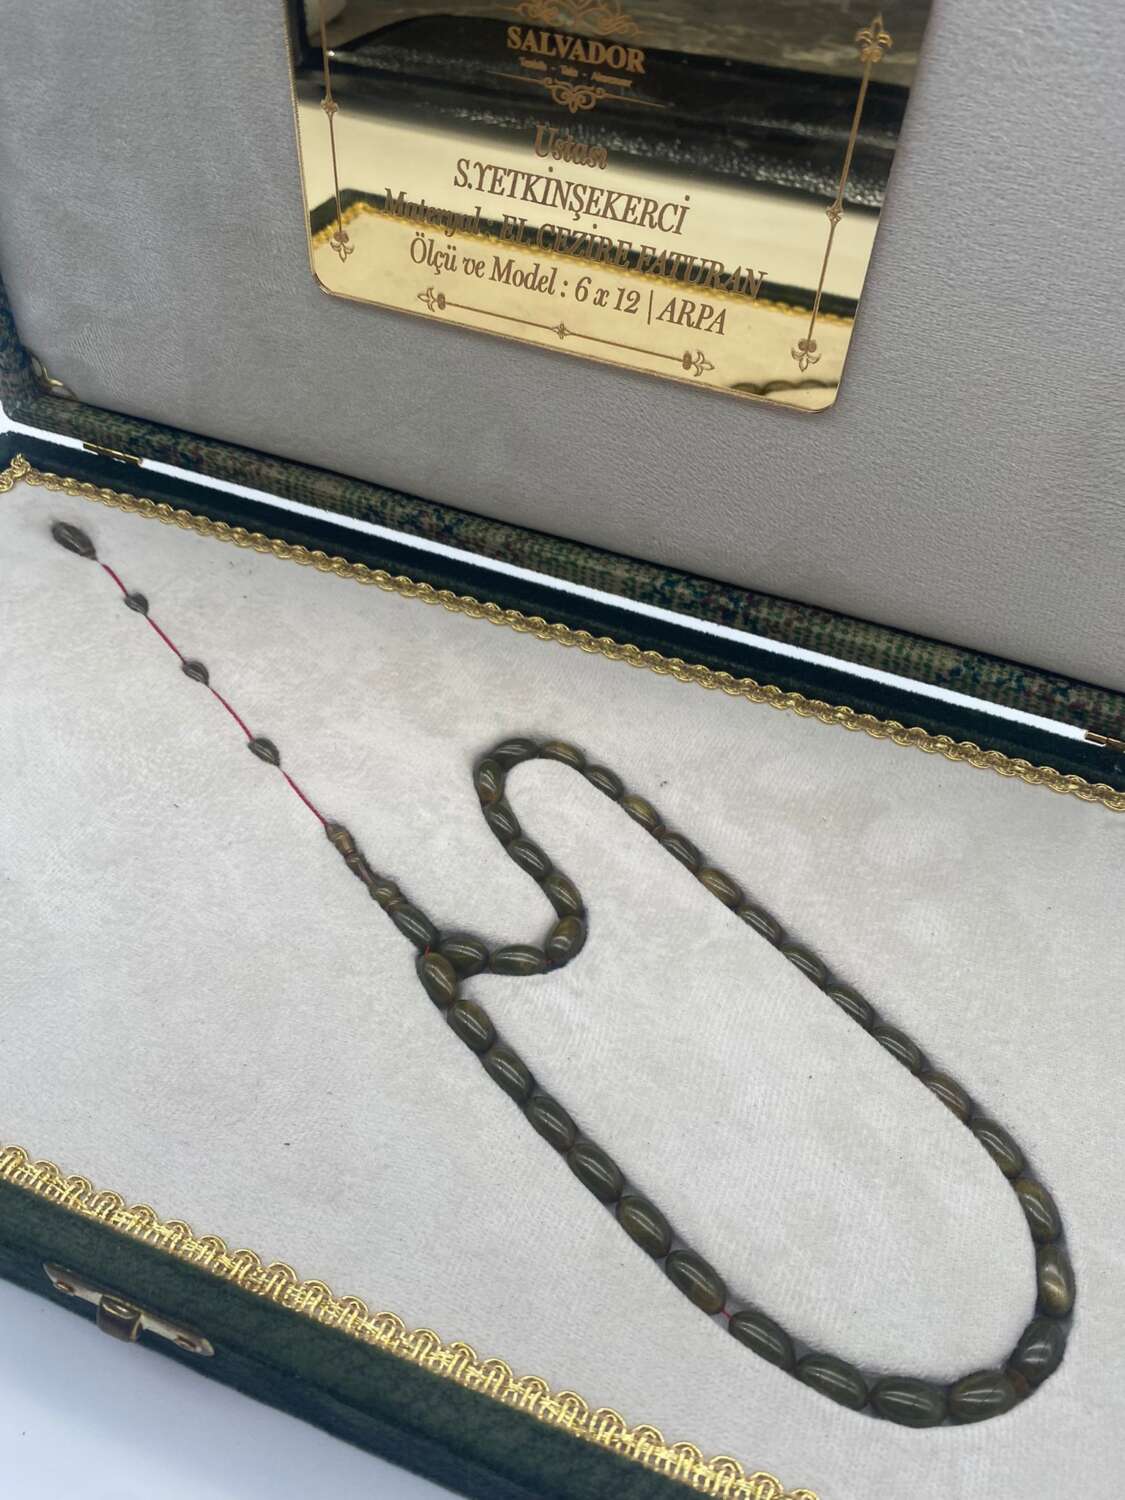 SALVADOR
Ustası
S.YETKİNŞEKERCİ
Materyal : EL CEZİRE FATURAN
Ölçü ve Model : 6 x 12 | ARPA